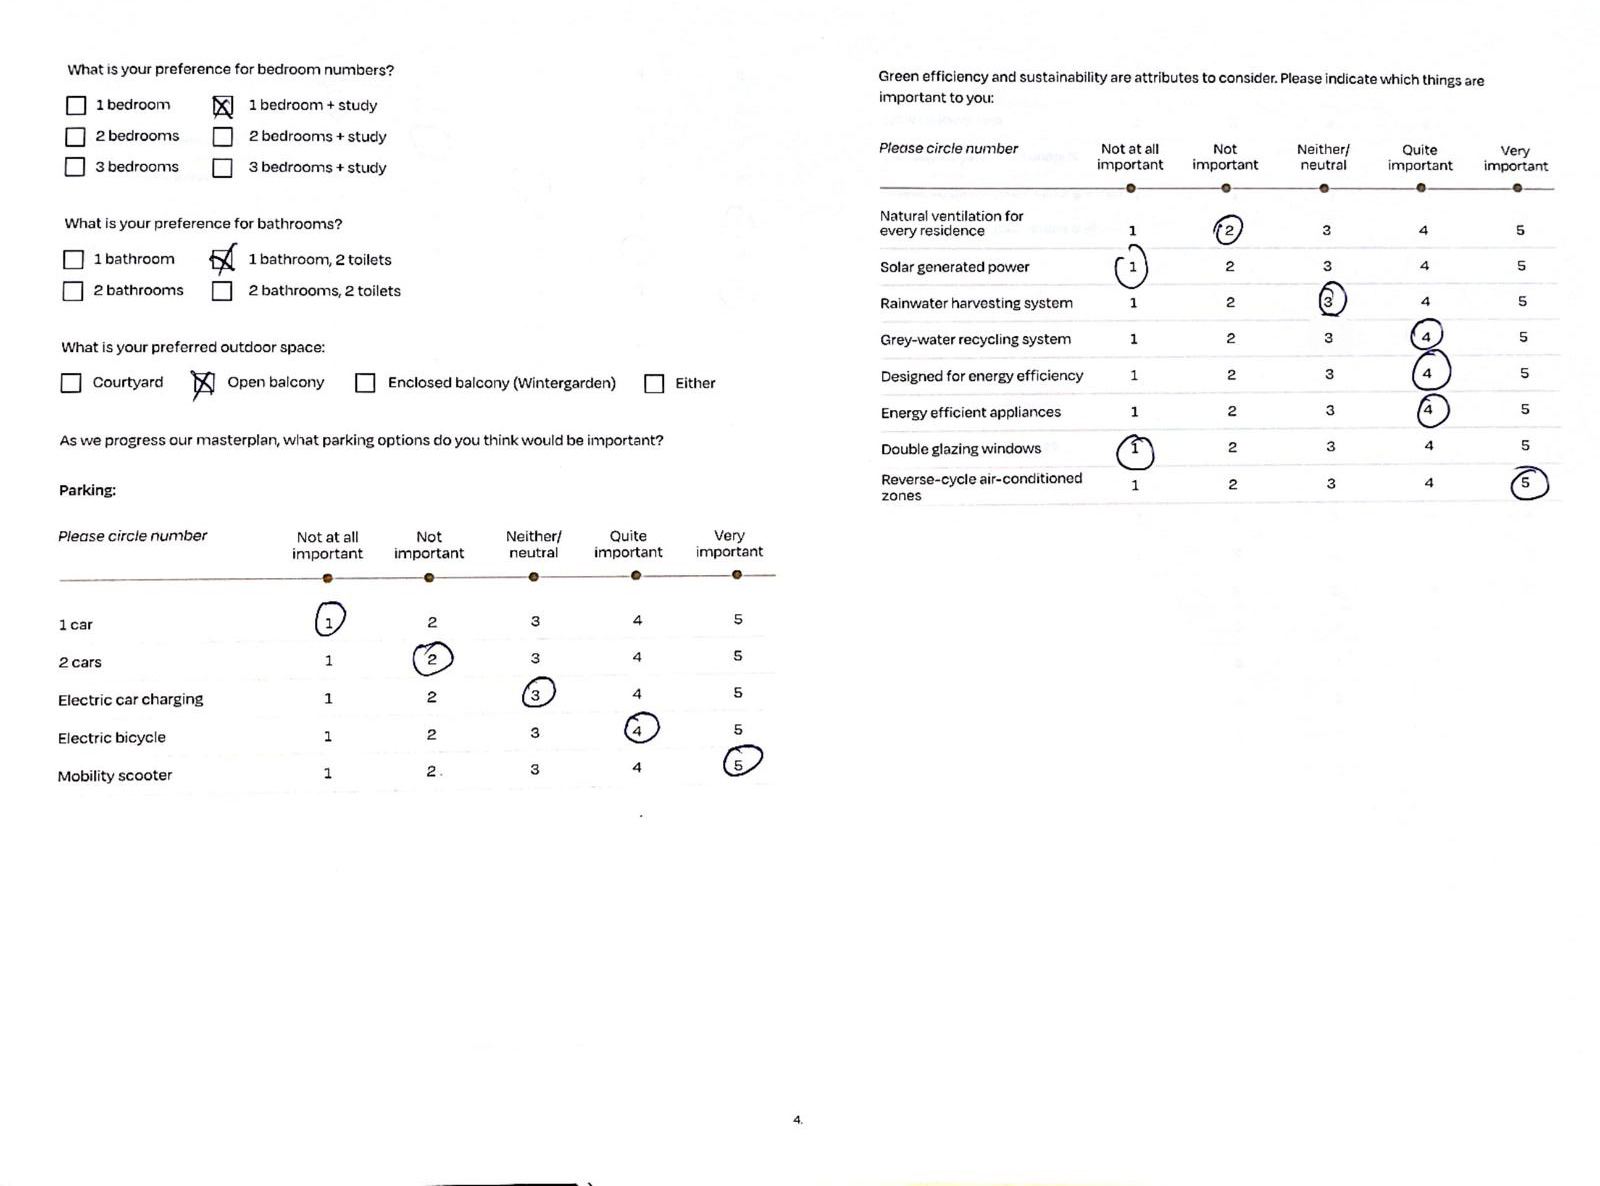 What is your preference for bedroom numbers?
1 bedroom 1 bedroom + study
2 bedrooms 2 bedrooms + study
3 bedrooms 3 bedrooms + study
What is your preference for bathrooms?
1 bathroom 1 bathroom, 2 toilets
2 bathrooms 2 bathrooms, 2 toilets
What is your preferred outdoor space:
Courtyard Open balcony Enclosed balcony (Wintergarden) Either
As we progress our masterplan, what parking options do you think would be important?
Parking:
Please circle number Not at all important Not important Neither/ neutral Quite important Very important
1 car 1 2 3 4 5
2 cars 1 2 3 4 5
Electric car charging 1 2 3 4 5
Electric bicycle 1 2 3 4 5
Mobility scooter 1 2 3 4 5
Green efficiency and sustainability are attributes to consider. Please indicate which things are
important to you:
Please circle number Not at all important Not important Neither/ neutral Quite important Very important
Natural ventilation for
every residence 1 2 3 4 5
Solar generated power 1 2 3 4 5
Rainwater harvesting system 1 2 3 4 5
Grey-water recycling system 1 2 3 4 5
Designed for energy efficiency 1 2 3 4 5
Energy efficient appliances 1 2 3 4 5
Double glazing windows 1 2 3 4 5
Reverse-cycle air-conditioned
zones 1 2 3 4 5
4.